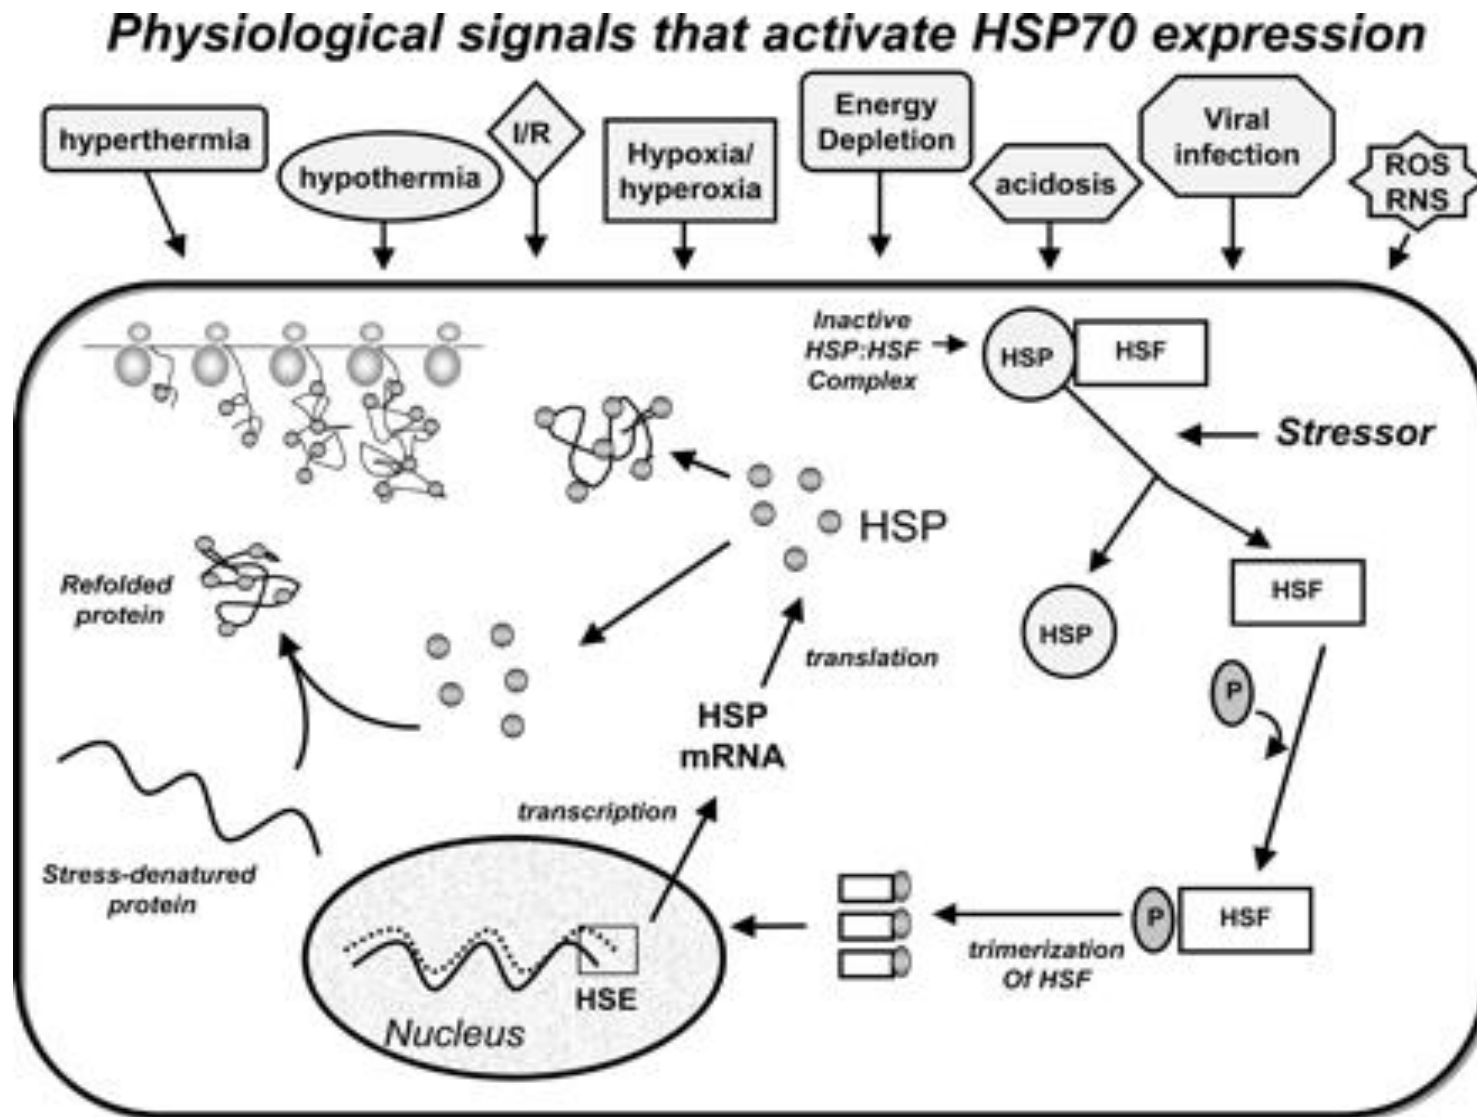 Physiological signals that activate HSP70 expression
hyperthermia
hypothermia
I/R
Hypoxia/
hyperoxia
Energy
Depletion
acidosis
Viral
infection
ROS
RNS
Inactive
HSP:HSF
Complex
HSP
HSF
Stressor
HSP
HSF
HSP
P
Refolded
protein
translation
HSP
mRNA
transcription
Stress-denatured
protein
P
HSF
trimerization
Of HSF
HSE
Nucleus